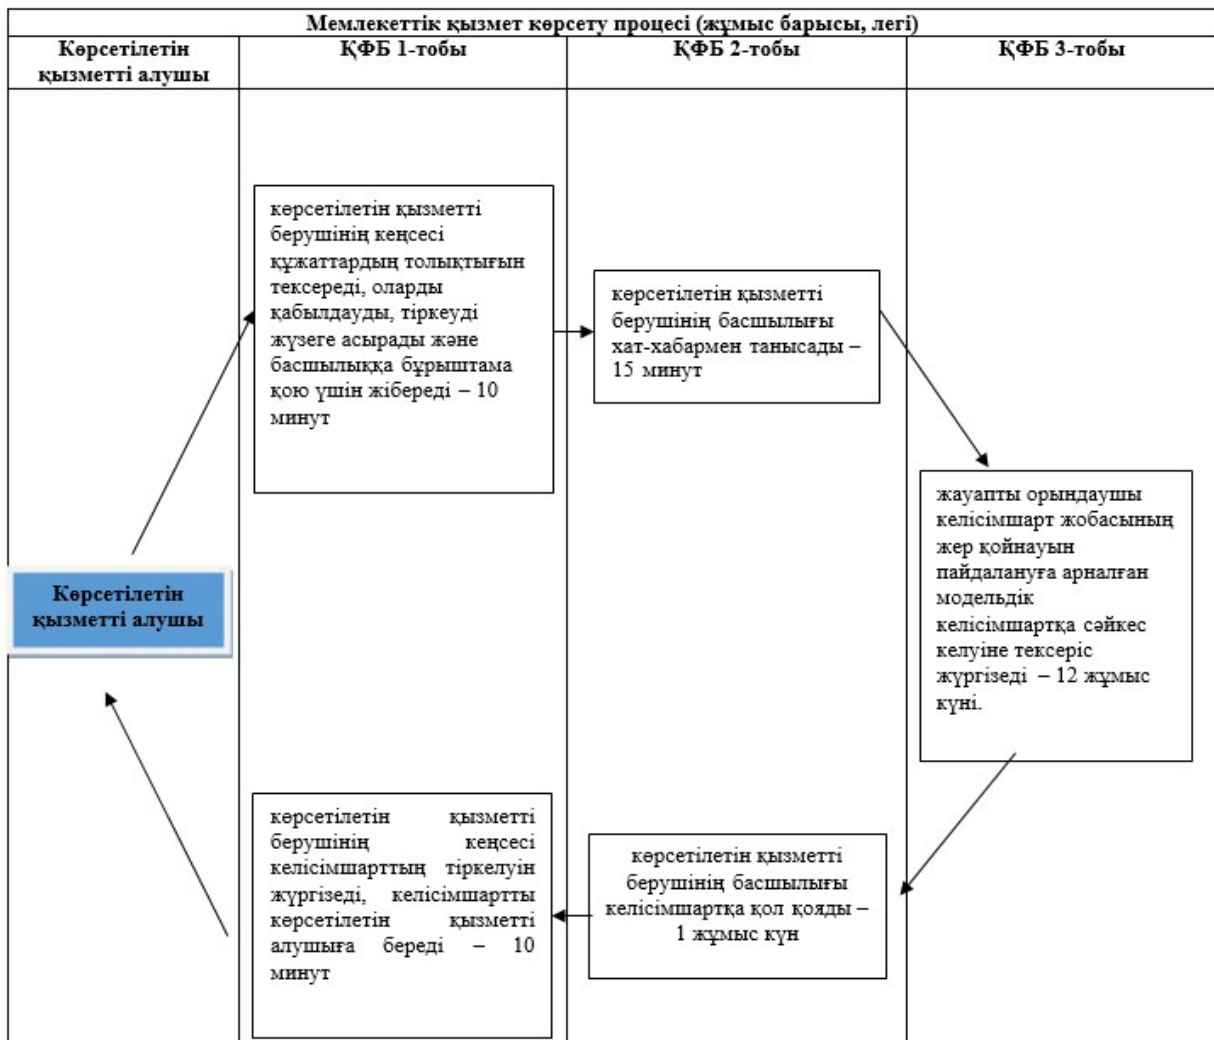 Мемлекеттік қызмет көрсету процесі (жұмыс барысы, легі)
Көрсетілетін
қызметті алушы
ҚФБ 1-тобы
ҚФБ 2-тобы
ҚФБ 3-тобы
көрсетілетін қызметті
берушінің кеңсесі
құжаттардың толықтығын
тексереді, оларды
қабылдауды, тіркеуді
жүзеге асырады және
басшылыққа бұрыштама
қою үшін жібереді – 10
минут
көрсетілетін қызметті
берушінің басшылығы
хат-хабармен танысады –
15 минут
жауапты орындаушы
келісімшарт жобасының
жер қойнауын
пайдалануға арналған
модельдік
келісімшартқа сәйкес
келуіне тексеріс
жүргізеді – 12 жұмыс
күні.
Көрсетілетін
қызметті алушы
көрсетілетін қызметті
берушінің кеңсесі
келісімшарттың тіркелуін
жүргізеді, келісімшартты
көрсетілетін қызметті
алушыға береді – 10
минут
көрсетілетін қызметті
берушінің басшылығы
келісімшартқа қол қояды –
1 жұмыс күн